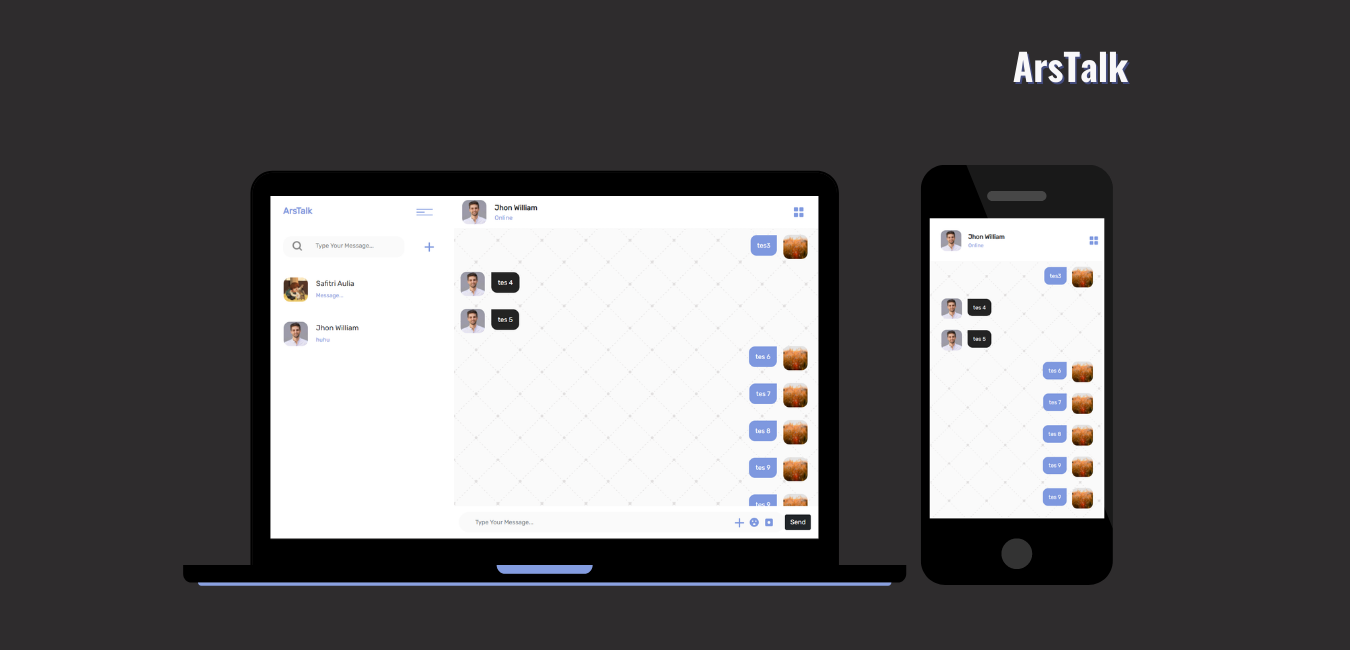 ArsTalk
ArsTalk
Type Your Message...
Safitri Aulia
Message...
Jhon William
Jhon William
Online
tes3
tes 4
tes 5
tes 6
tes 7
tes 8
tes 9
tes 9
Type Your Message...
Send
Jhon William
Online
tes3
tes 4
tes 5
tes 6
tes 7
tes 8
tes 9
tes 9